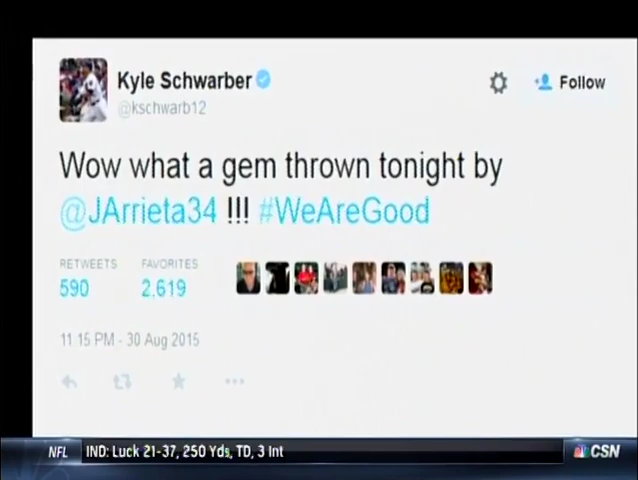 Kyle Schwarber
@kschwarb12
Follow
Wow what a gem thrown tonight by
@JArrieta34 !!! #WeAreGood
RETWEETS FAVORITES
590 2,619
11:15 PM - 30 Aug 2015
NFL IND: Luck 21-37, 250 Yds, TD, 3 Int CSN